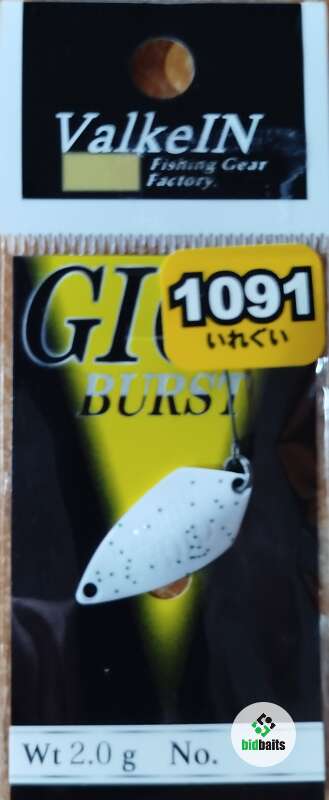 ValkeIN
Fishing Gear
Factory.
1091
いれぐい
BURST
Wt 2.0 g No.
bidbaits